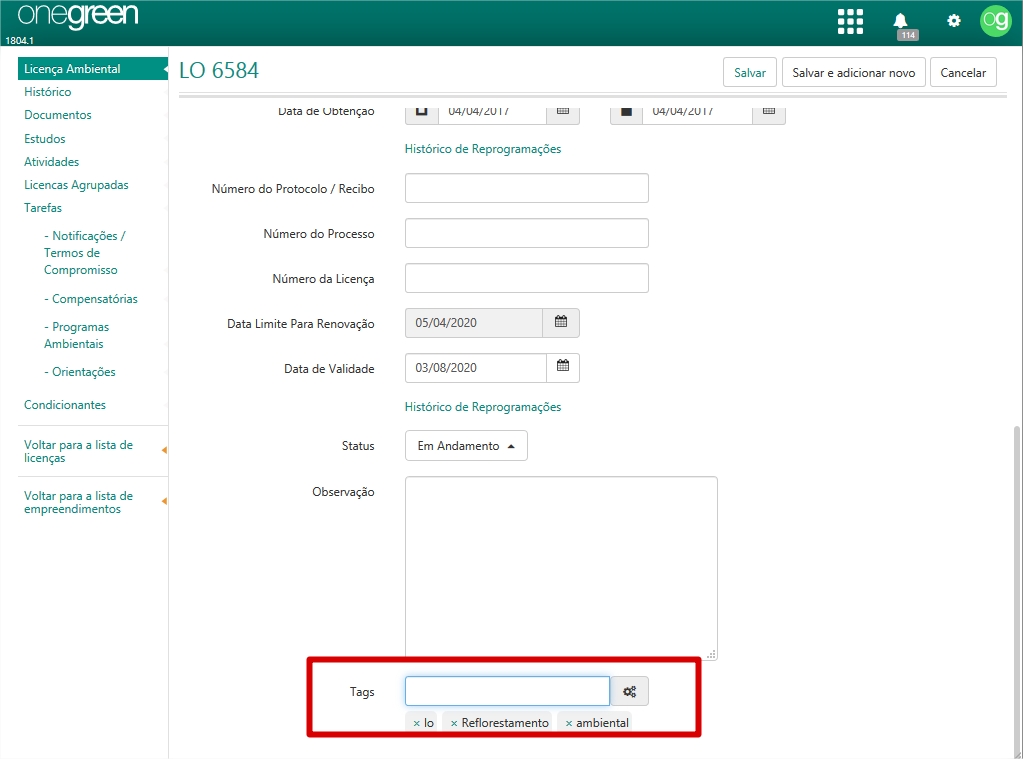 onegreen
1804.1
114
og
Licença Ambiental
Histórico
Documentos
Estudos
Atividades
Licencas Agrupadas
Tarefas
- Notificações /
Termos de
Compromisso
- Compensatórias
- Programas
Ambientais
- Orientações
Condicionantes
Voltar para a lista de
licenças
Voltar para a lista de
empreendimentos
LO 6584
Salvar
Salvar e adicionar novo
Cancelar
Data de Obtenção 04/04/2017 04/04/2017
Histórico de Reprogramações
Número do Protocolo / Recibo
Número do Processo
Número da Licença
Data Limite Para Renovação 05/04/2020
Data de Validade 03/08/2020
Histórico de Reprogramações
Status Em Andamento
Observação
Tags
× lo × Reflorestamento × ambiental